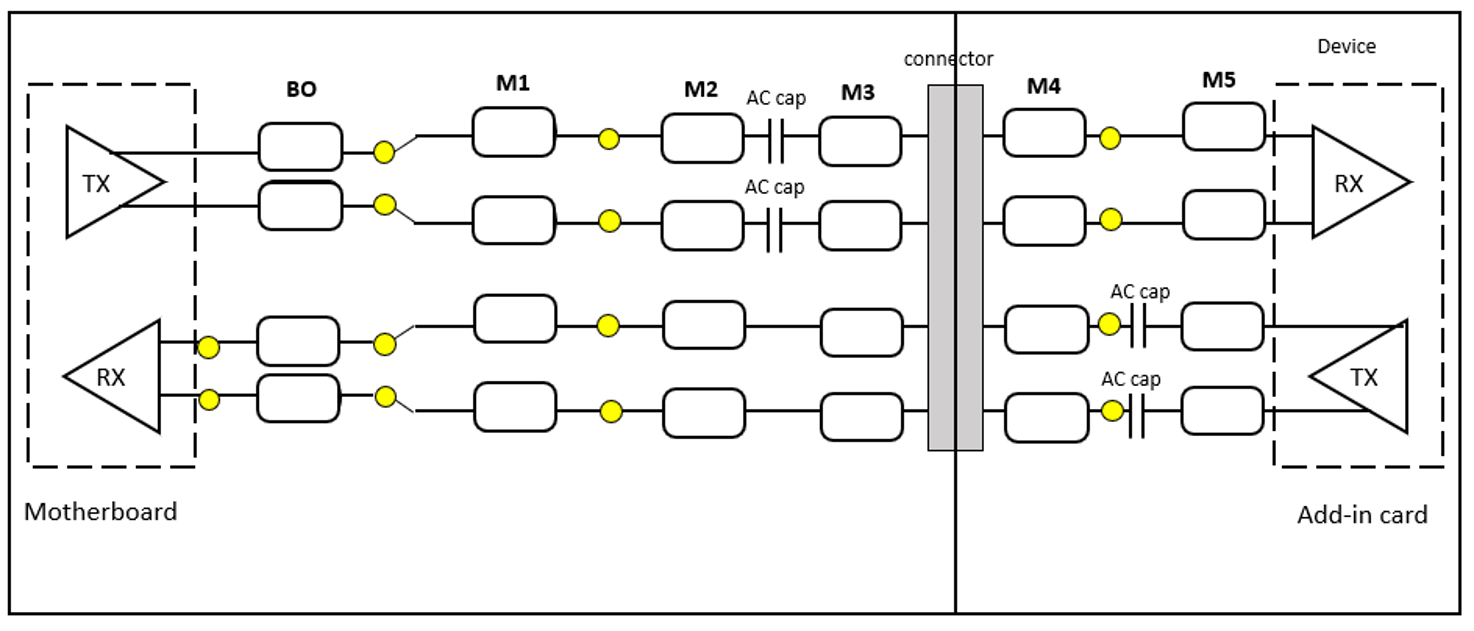 Device
connector
BO
M1
M2
AC cap
M3
M4
M5
TX
AC cap
RX
AC cap
RX
AC cap
TX
Motherboard
Add-in card